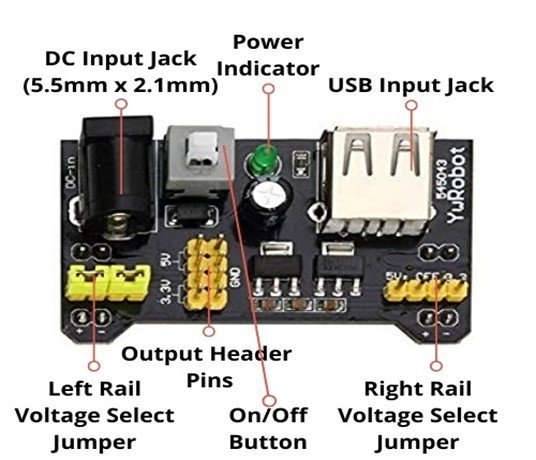 Power
Indicator
DC Input Jack
(5.5mm x 2.1mm)
USB Input Jack
DC-in
545043
YwRobot
5V
3.3V
GND
5V OFF 3.3
+ -
+ -
Output Header
Pins
Left Rail
Voltage Select
Jumper
On/Off
Button
Right Rail
Voltage Select
Jumper